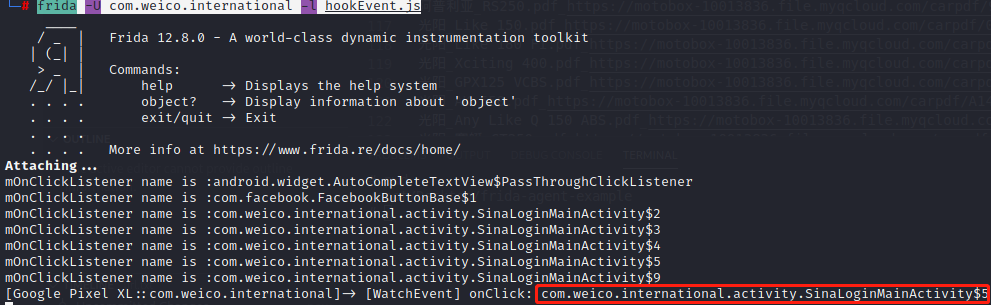 └─# frida -U com.weico.international -l hookEvent.js
     ____
    / _  |   Frida 12.8.0 - A world-class dynamic instrumentation toolkit
   | (_| |
    > _  |   Commands:
   /_/ |_|       help      -> Displays the help system
   . . . .       object?   -> Display information about 'object'
   . . . .       exit/quit -> Exit
   . . . .
   . . . .   More info at https://www.frida.re/docs/home/
Attaching...
mOnClickListener name is :android.widget.AutoCompleteTextView$PassThroughClickListener
mOnClickListener name is :com.facebook.FacebookButtonBase$1
mOnClickListener name is :com.weico.international.activity.SinaLoginMainActivity$2
mOnClickListener name is :com.weico.international.activity.SinaLoginMainActivity$3
mOnClickListener name is :com.weico.international.activity.SinaLoginMainActivity$4
mOnClickListener name is :com.weico.international.activity.SinaLoginMainActivity$5
mOnClickListener name is :com.weico.international.activity.SinaLoginMainActivity$9
[Google Pixel XL::com.weico.international]-> [WatchEvent] onClick: com.weico.international.activity.SinaLoginMainActivity$5